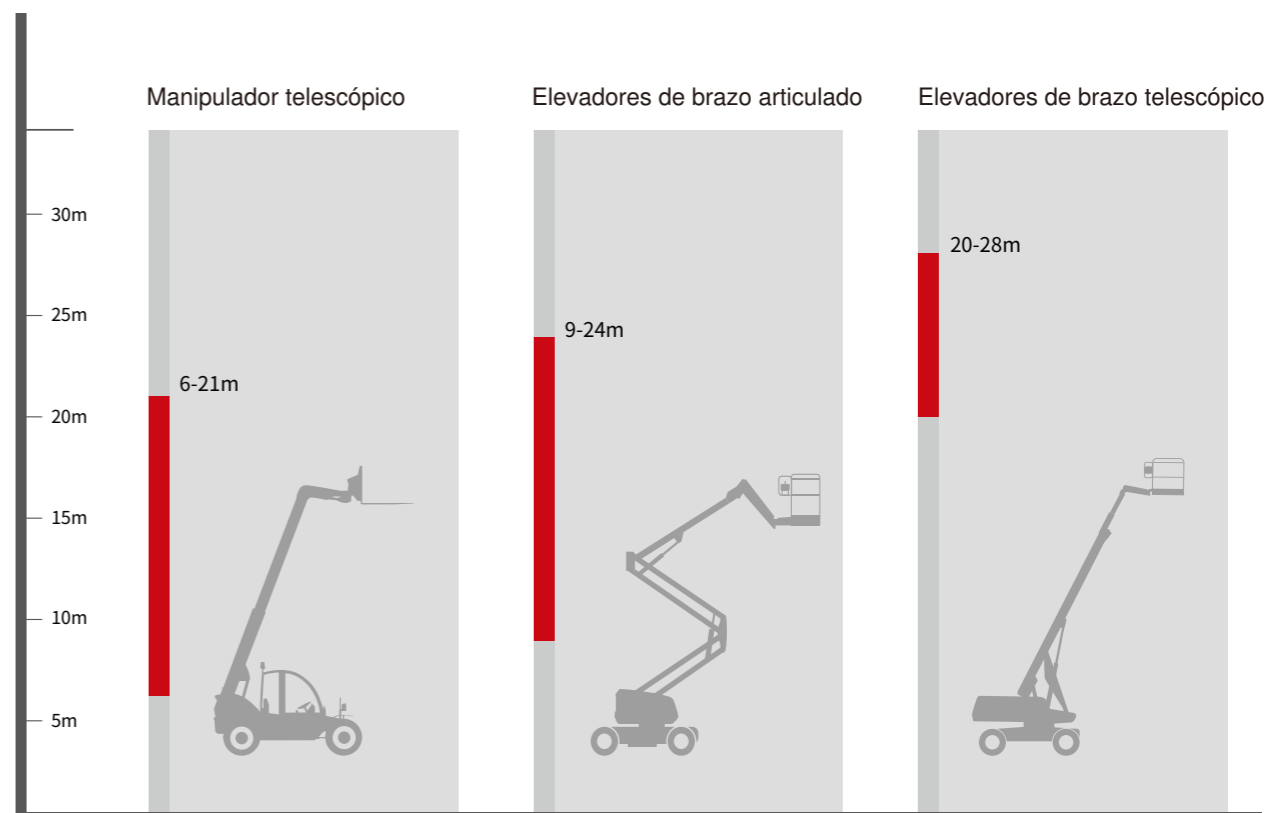 Manipulador telescópico
Elevadores de brazo articulado
Elevadores de brazo telescópico
30m
20-28m
25m
9-24m
6-21m
20m
15m
10m
5m